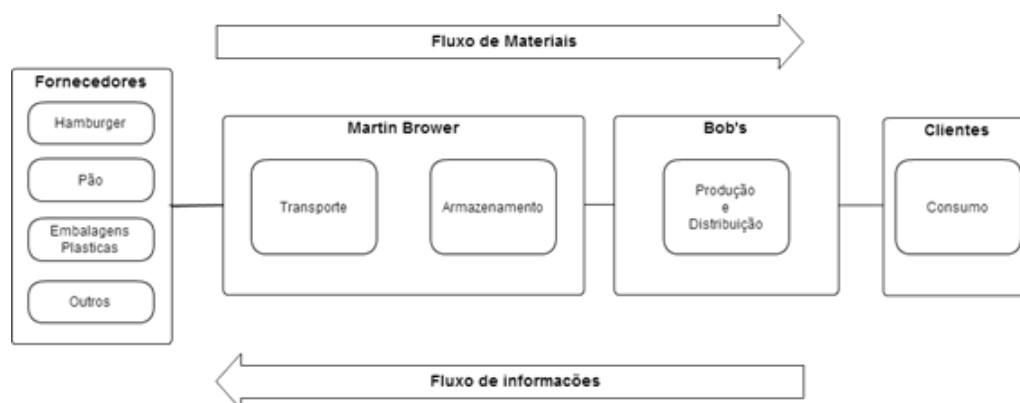 Fluxo de Materiais
Fornecedores
Hamburger
Pão
Embalagens
Plasticas
Outros
Martin Brower
Transporte
Armazenamento
Bob's
Produção
e
Distribuição
Clientes
Consumo
Fluxo de informacões